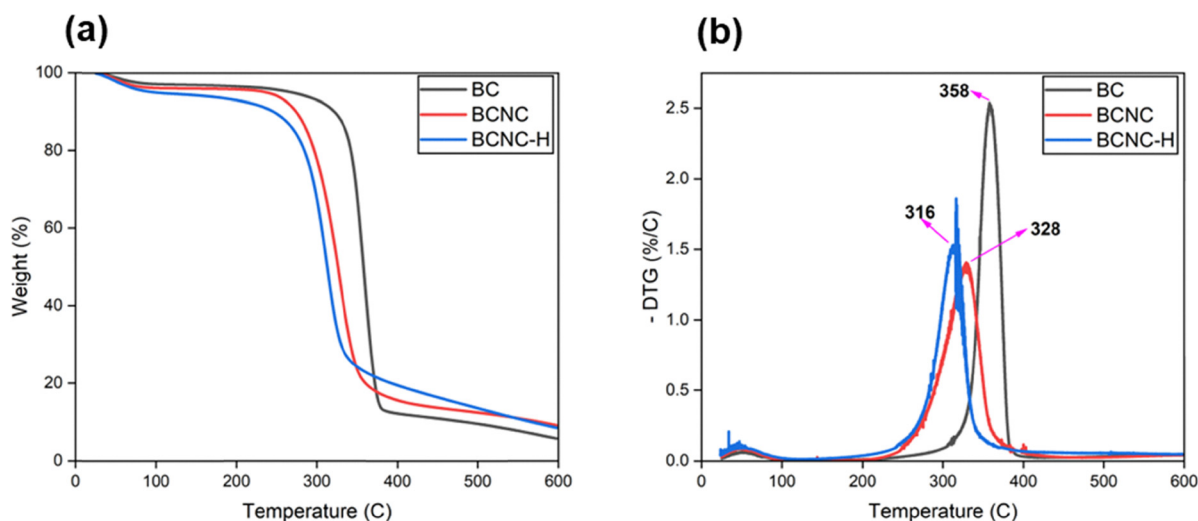 (a)
100
80
60
40
20
0
Weight (%)
BC
BCNC
BCNC-H
0 100 200 300 400 500 600
Temperature (C)
(b)
2.5
2.0
1.5
1.0
0.5
0.0
- DTG (%/C)
358
316
328
BC
BCNC
BCNC-H
0 100 200 300 400 500 600
Temperature (C)